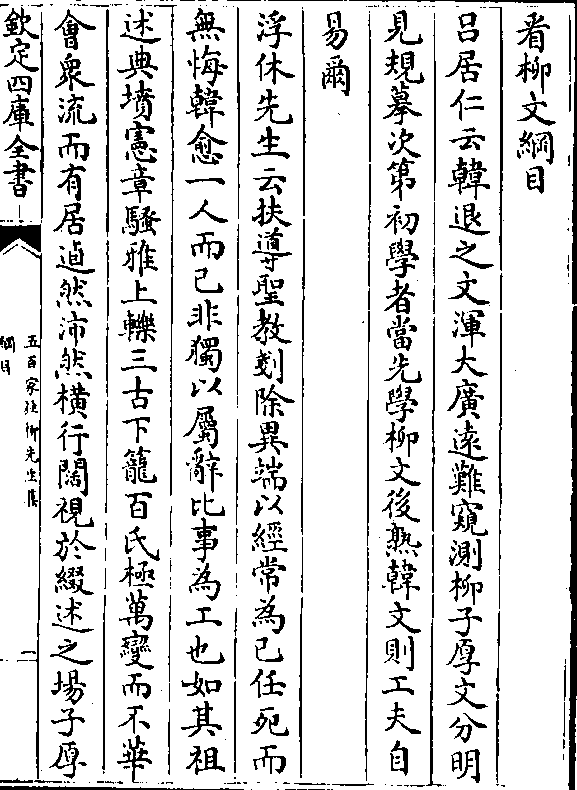 看柳文綱目
吕居仁云韓退之文渾大廣遠難窺測柳子厚文分明
見規摹次第初學者當先學柳文後熟韓文則工夫自
易爾
浮休先生云扶導聖教剗除異端以經常為己任死而
無悔韓愈一人而已非獨以屬辭比事為工也如其祖
述典墳憲章騷雅上轢三古下籠百氏極萬變而不華
會衆流而有居逌然沛然橫行闊視於綴述之場子厚
欽定四庫全書
五百家注柳先生集
綱目
一